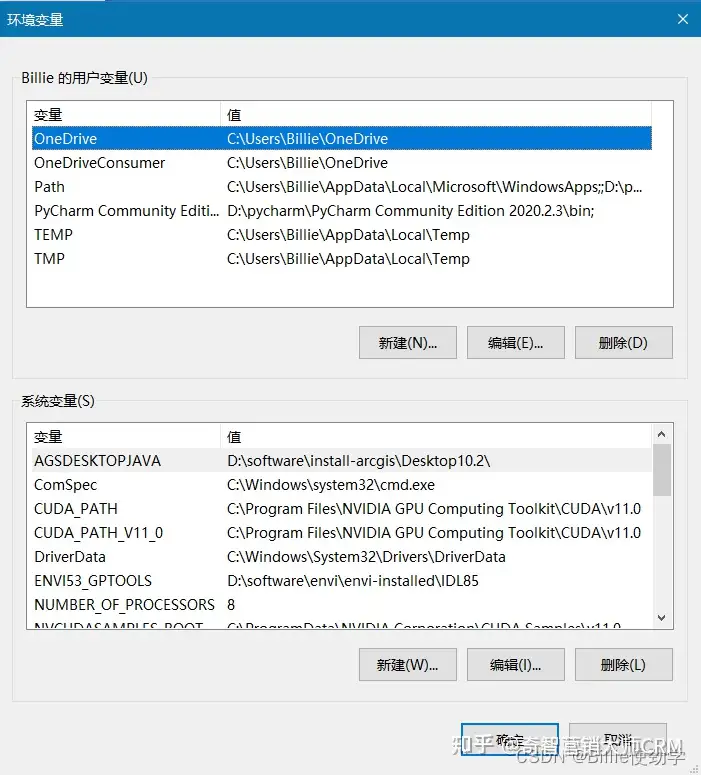 环境变量
Billie 的用户变量(U)
变量 值
OneDrive C:\Users\Billie\OneDrive
OneDriveConsumer C:\Users\Billie\OneDrive
Path C:\Users\Billie\AppData\Local\Microsoft\WindowsApps;;D:\p...
PyCharm Community Editi... D:\pycharm\PyCharm Community Edition 2020.2.3\bin;
TEMP C:\Users\Billie\AppData\Local\Temp
TMP C:\Users\Billie\AppData\Local\Temp
新建(N)... 编辑(E)... 删除(D)
系统变量(S)
变量 值
AGSDESKTOPJAVA D:\software\install-arcgis\Desktop10.2\
ComSpec C:\Windows\system32\cmd.exe
CUDA_PATH C:\Program Files\NVIDIA GPU Computing Toolkit\CUDA\v11.0
CUDA_PATH_V11_0 C:\Program Files\NVIDIA GPU Computing Toolkit\CUDA\v11.0
DriverData C:\Windows\System32\Drivers\DriverData
ENVI53_GPTOOLS D:\software\envi\envi-installed\IDL85
NUMBER_OF_PROCESSORS 8
NVCUDASAMPLES_ROOT C:\ProgramData\NVIDIA Corporation\CUDA Samples\v11.0
新建(W)... 编辑(I)... 删除(L)
确定 取消
知乎 @奇智营销大师CRM
CSDN @Billie使劲学